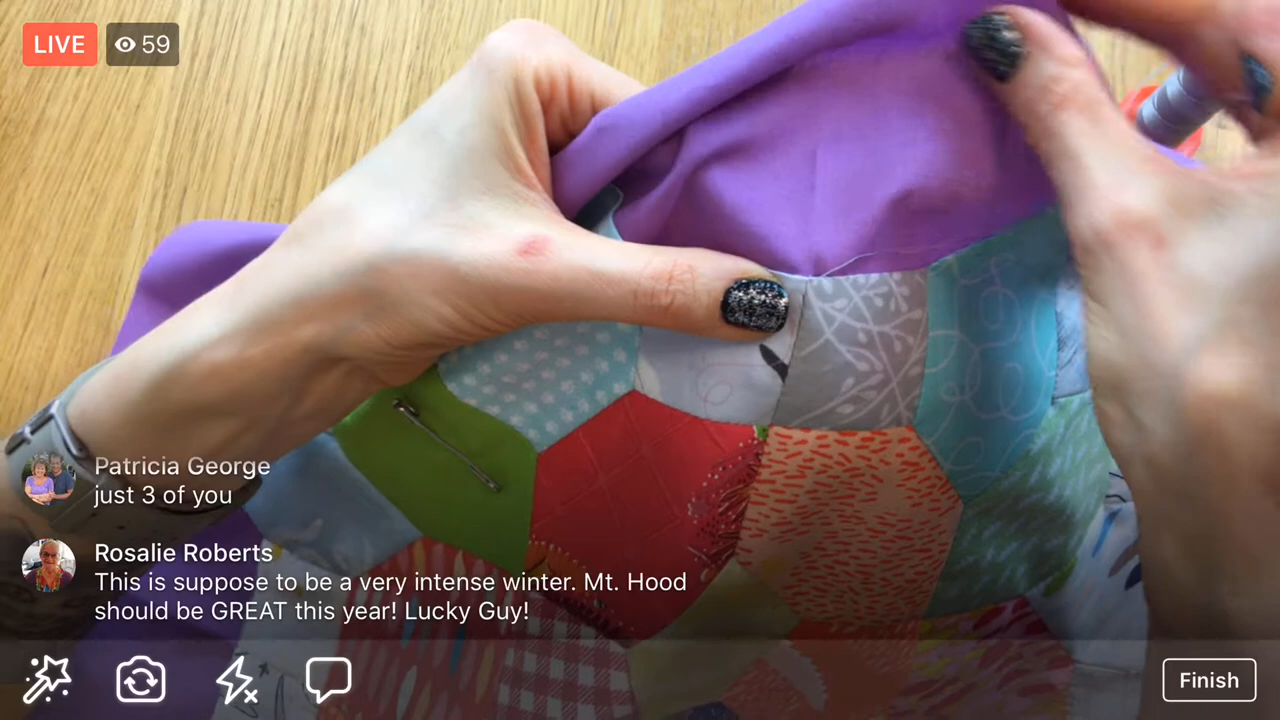 LIVE
59
Patricia George
just 3 of you
Rosalie Roberts
This is suppose to be a very intense winter. Mt. Hood
should be GREAT this year! Lucky Guy!
Finish